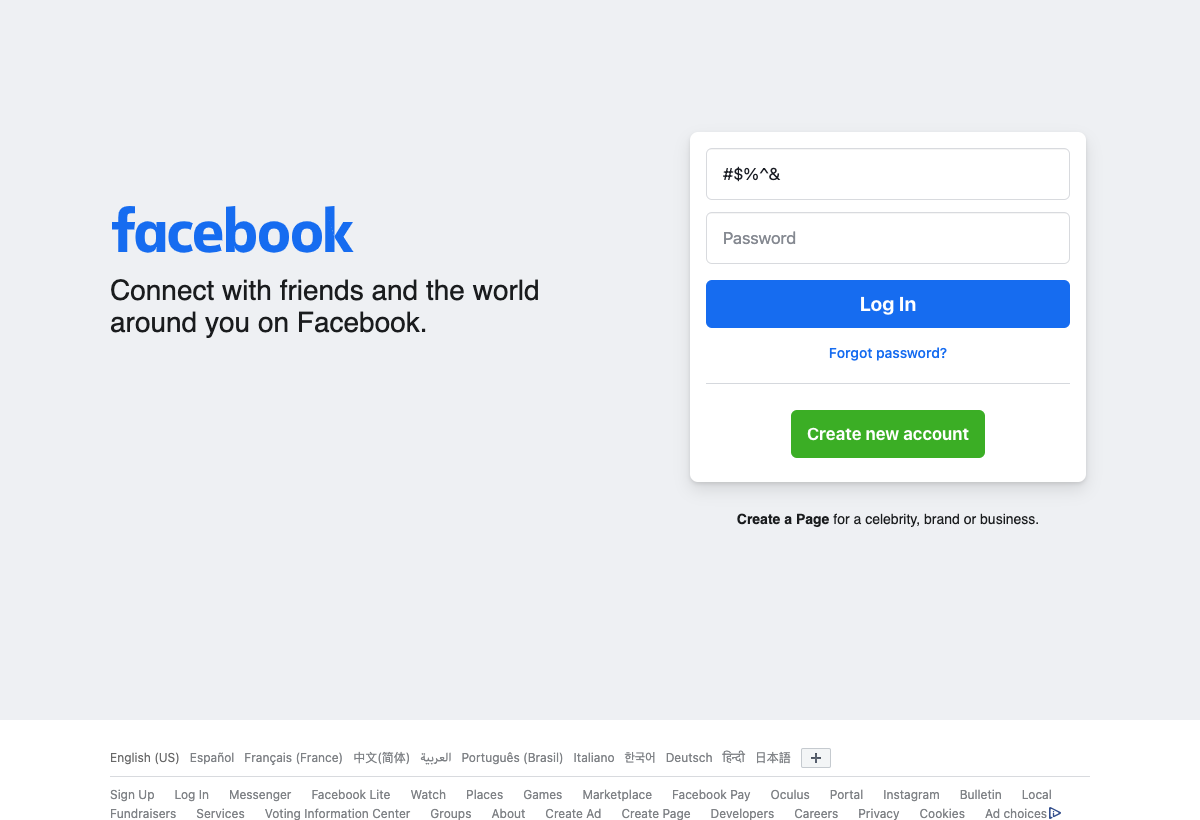 facebook
Connect with friends and the world
around you on Facebook.
#$%^&
Password
Log In
Forgot password?
Create new account
Create a Page for a celebrity, brand or business.
English (US) Español Français (France) 中文(简体) العربية Português (Brasil) Italiano 한국어 Deutsch हिन्दी 日本語
Sign Up Log In Messenger Facebook Lite Watch Places Games Marketplace Facebook Pay Oculus Portal Instagram Bulletin Local
Fundraisers Services Voting Information Center Groups About Create Ad Create Page Developers Careers Privacy Cookies Ad choices